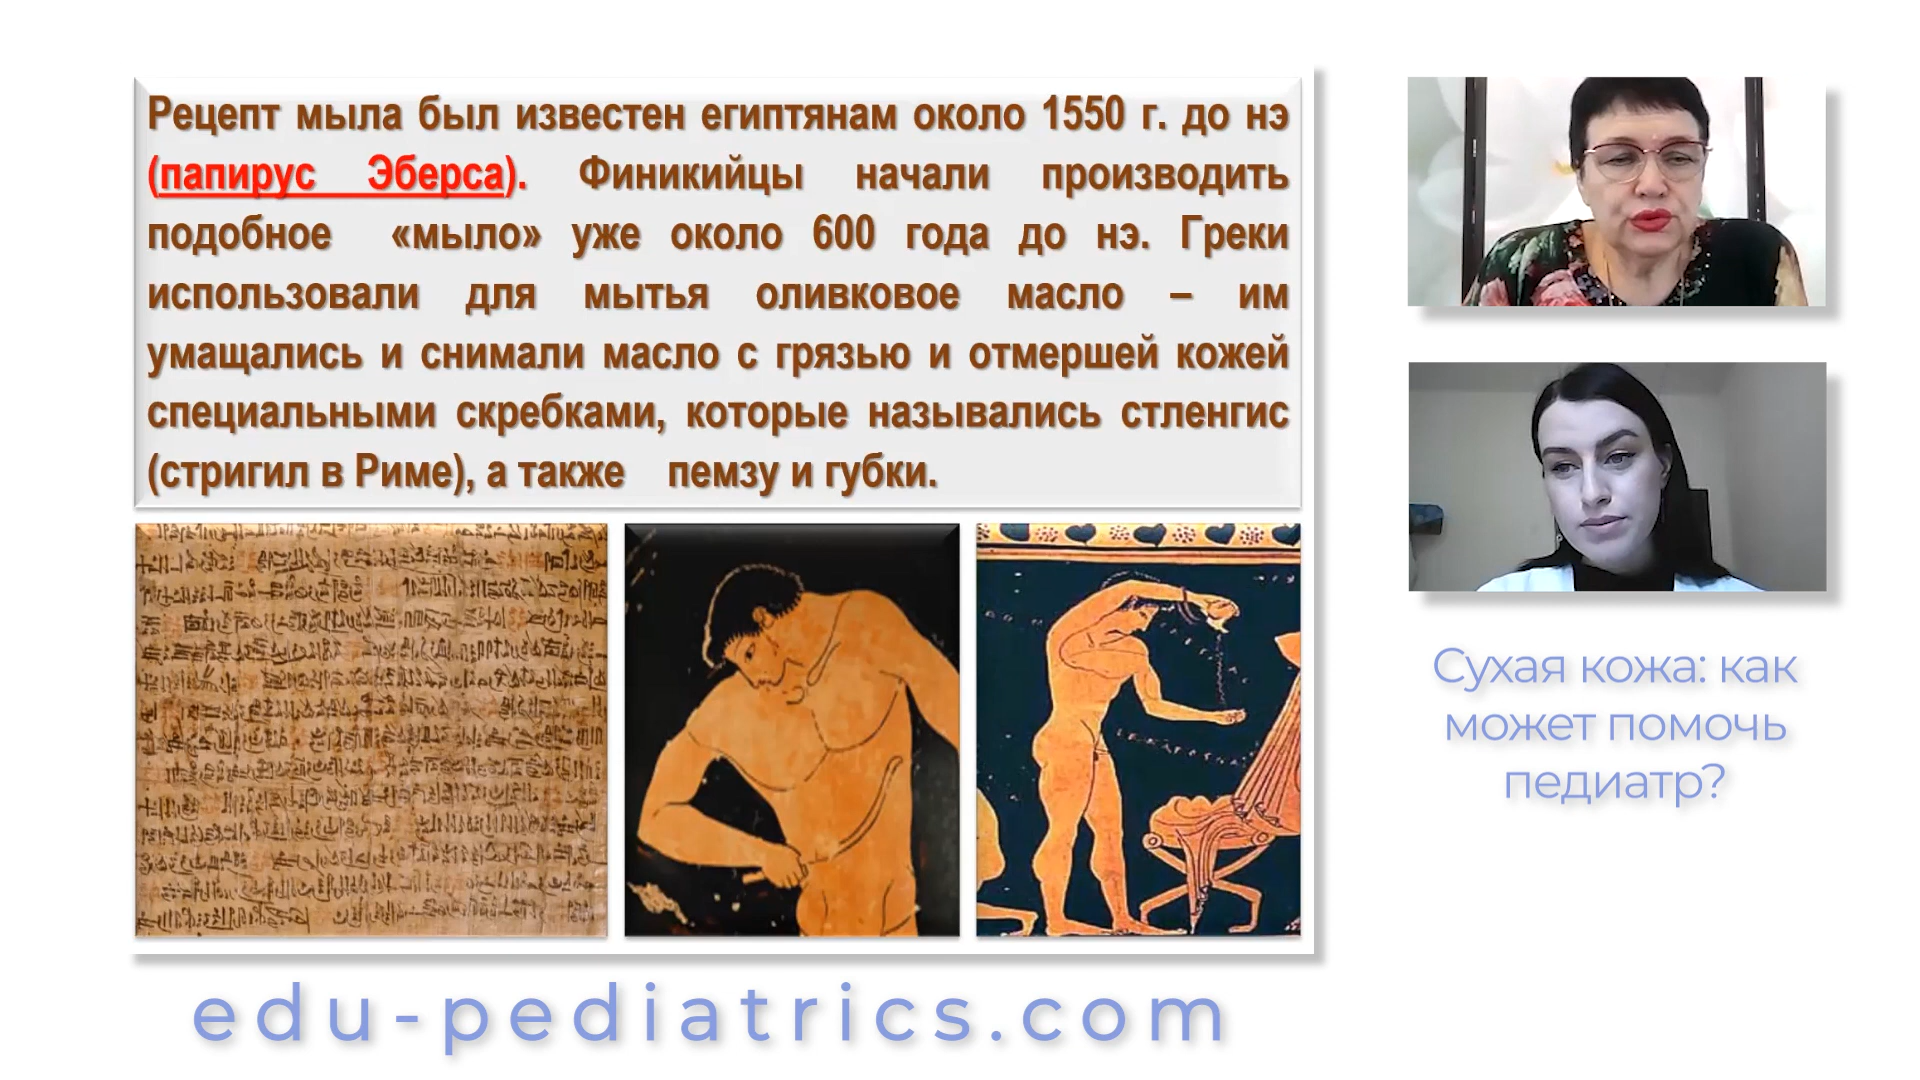 Рецепт мыла был известен египтянам около 1550 г. до нэ
(папирус Эберса). Финикийцы начали производить
подобное «мыло» уже около 600 года до нэ. Греки
использовали для мытья оливковое масло – им
умащались и снимали масло с грязью и отмершей кожей
специальными скребками, которые назывались стленгис
(стригил в Риме), а также пемзу и губки.
Сухая кожа: как
может помочь
педиатр?
edu-pediatrics.com